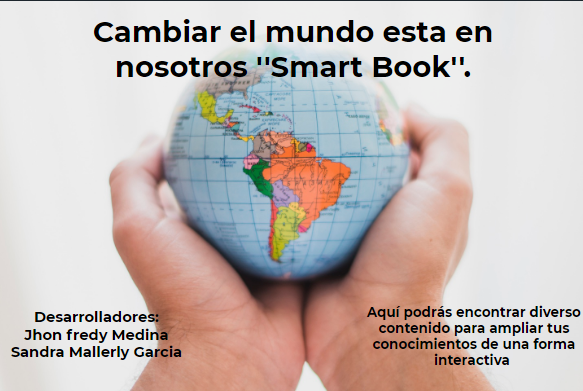 Cambiar el mundo esta en
nosotros ''Smart Book''.
Desarrolladores:
Jhon fredy Medina
Sandra Mallerly Garcia
Aquí podrás encontrar diverso
contenido para ampliar tus
conocimientos de una forma
interactiva